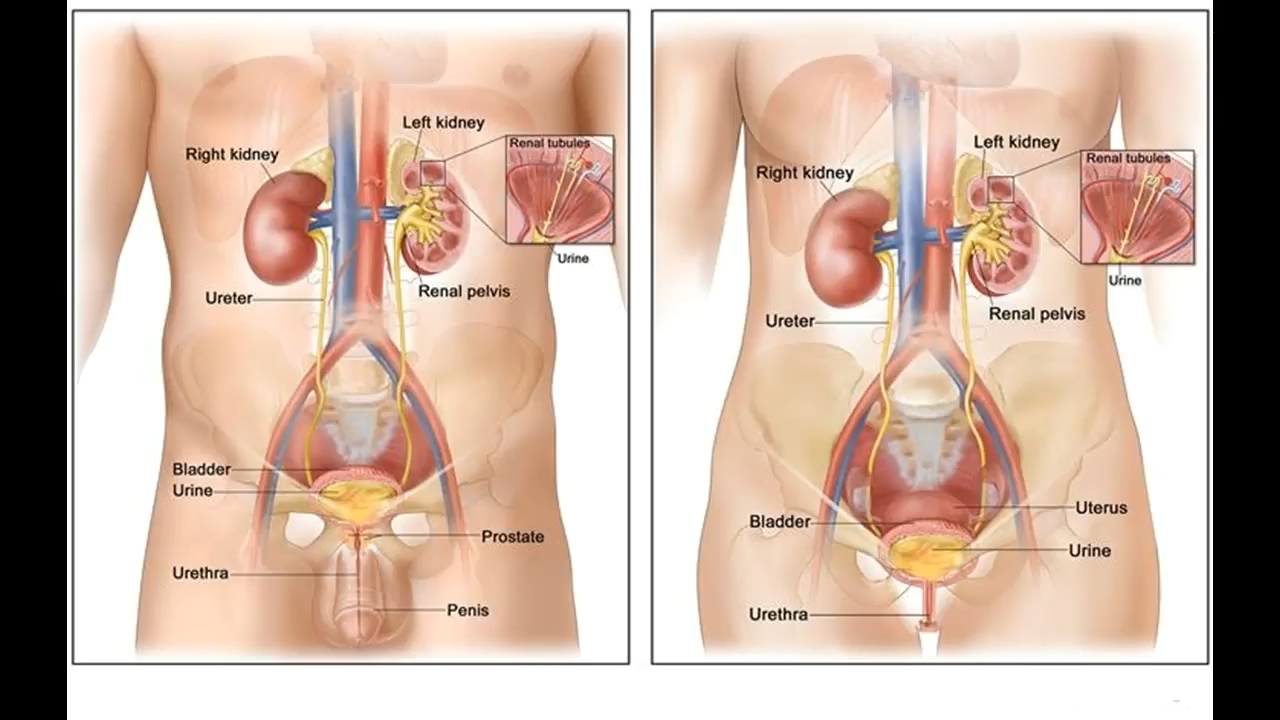 Left kidney
Renal tubules
Right kidney
Urine
Renal pelvis
Ureter
Bladder
Urine
Prostate
Urethra
Penis
Left kidney
Renal tubules
Right kidney
Urine
Renal pelvis
Ureter
Uterus
Bladder
Urine
Urethra